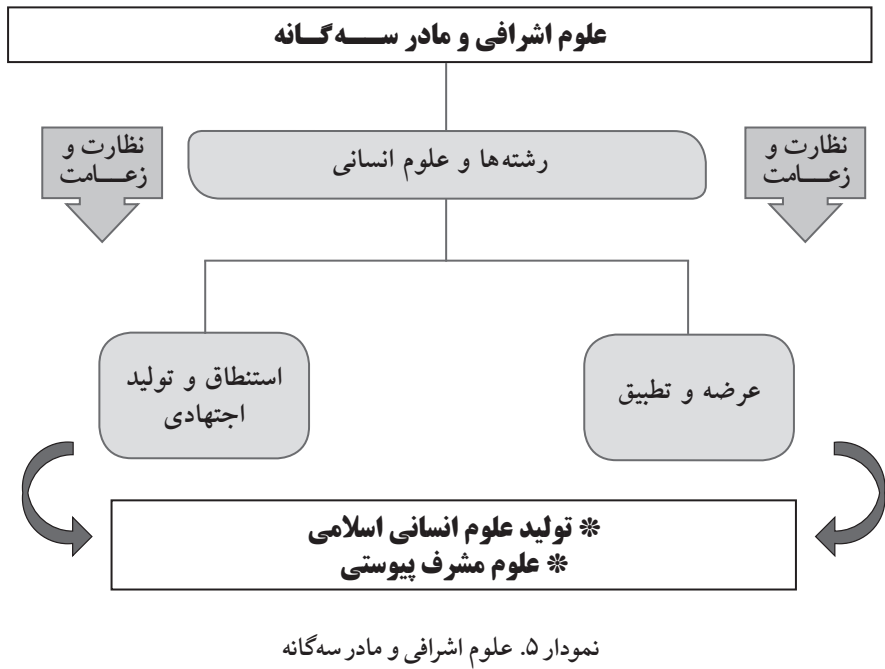 علوم اشرافی و مادر سه‌گانه
نظارت و
زعامت
رشته‌ها و علوم انسانی
نظارت و
زعامت
عرضه و تطبیق
استنطاق و تولید
اجتهادی
* تولید علوم انسانی اسلامی
* علوم مشرف پیوستی
نمودار ۵. علوم اشرافی و مادر سه‌گانه